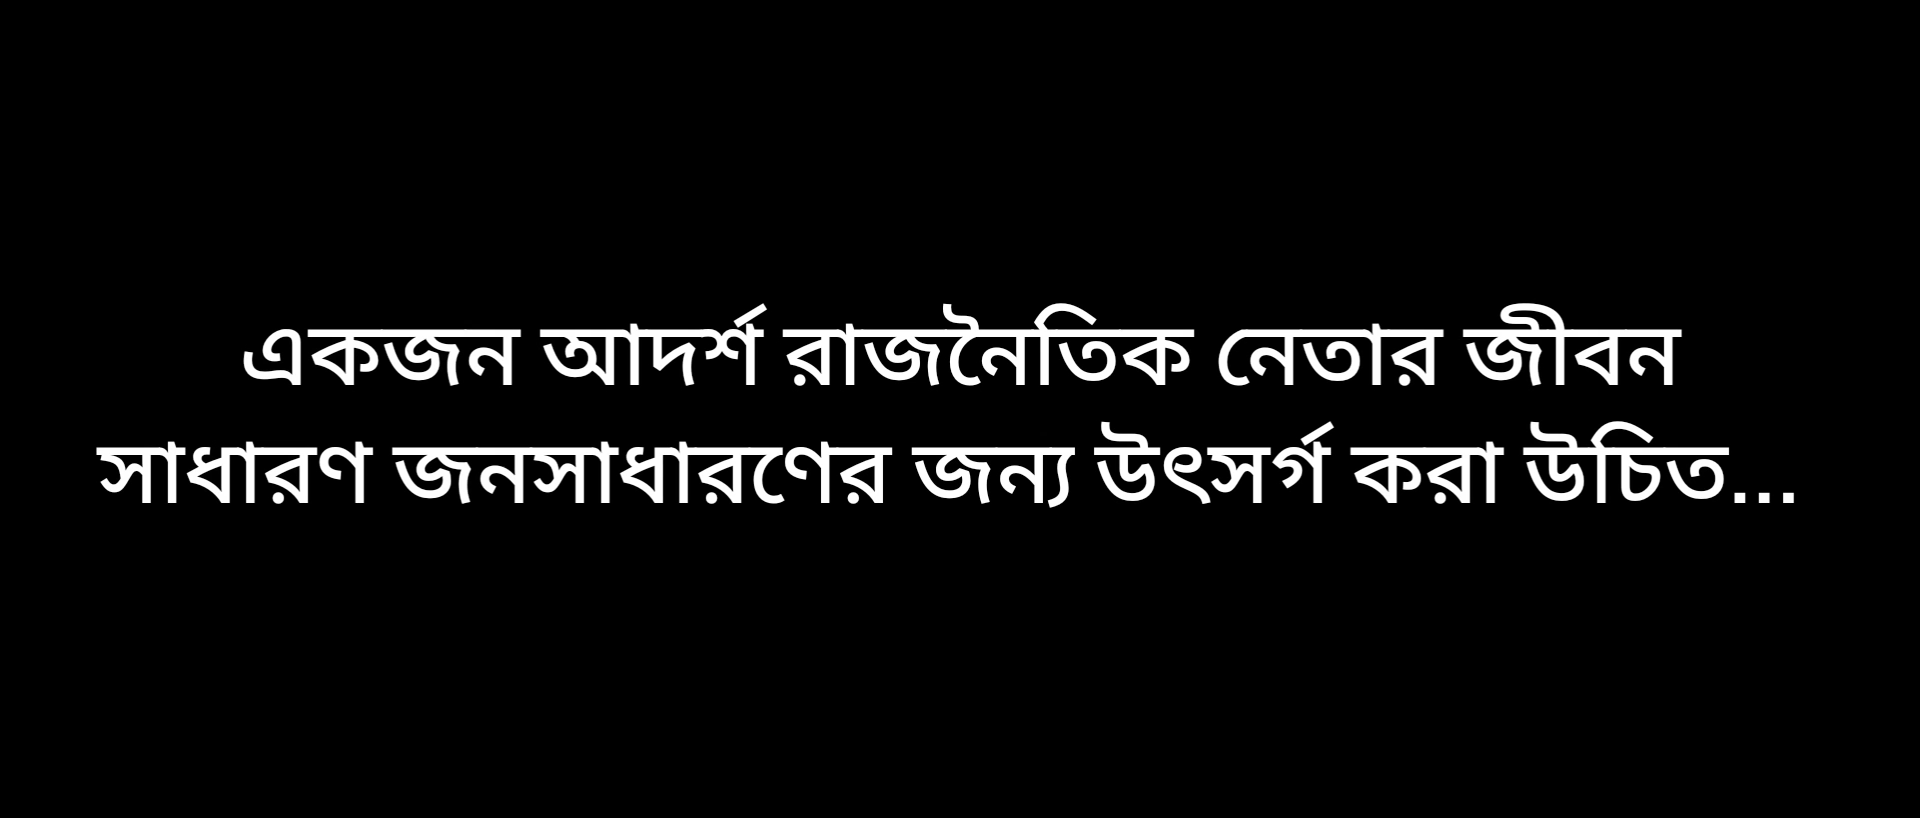 একজন আদর্শ রাজনৈতিক নেতার জীবন
সাধারণ জনসাধারণের জন্য উৎসর্গ করা উচিত...